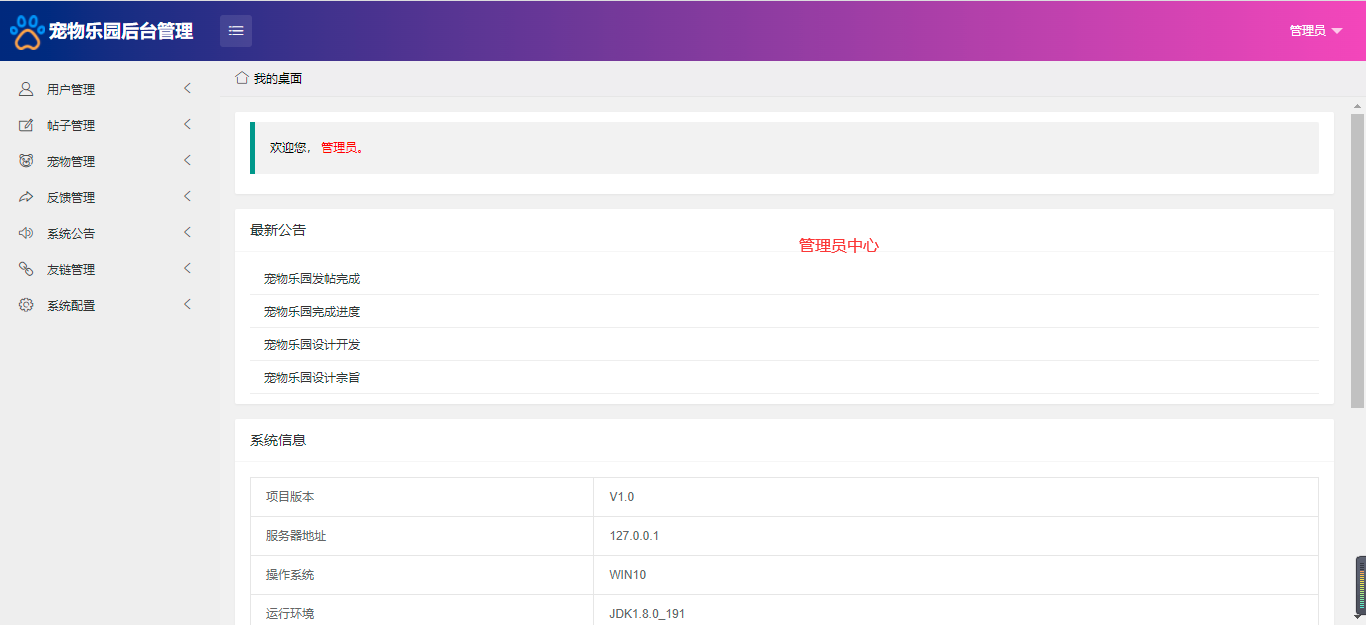 宠物乐园后台管理
管理员
用户管理
帖子管理
宠物管理
反馈管理
系统公告
友链管理
系统配置
我的桌面
欢迎您， 管理员。
最新公告
管理员中心
宠物乐园发帖完成
宠物乐园完成进度
宠物乐园设计开发
宠物乐园设计宗旨
系统信息
项目版本 V1.0
服务器地址 127.0.0.1
操作系统 WIN10
运行环境 JDK1.8.0_191